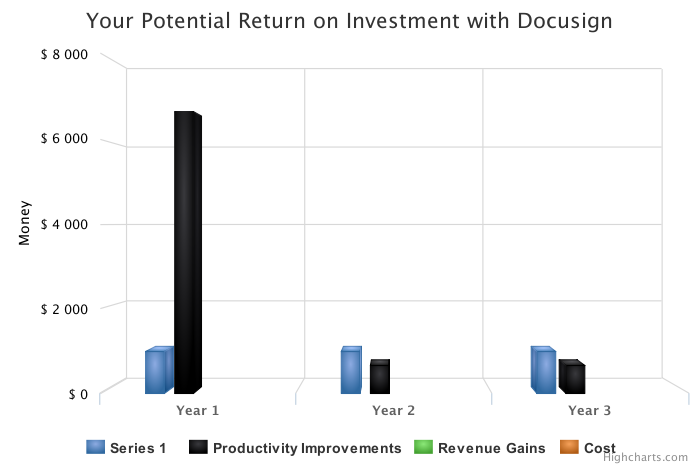 Your Potential Return on Investment with Docusign
$ 8 000
$ 6 000
$ 4 000
$ 2 000
$ 0
Money
Year 1
Year 2
Year 3
Series 1
Productivity Improvements
Revenue Gains
Cost
Highcharts.com